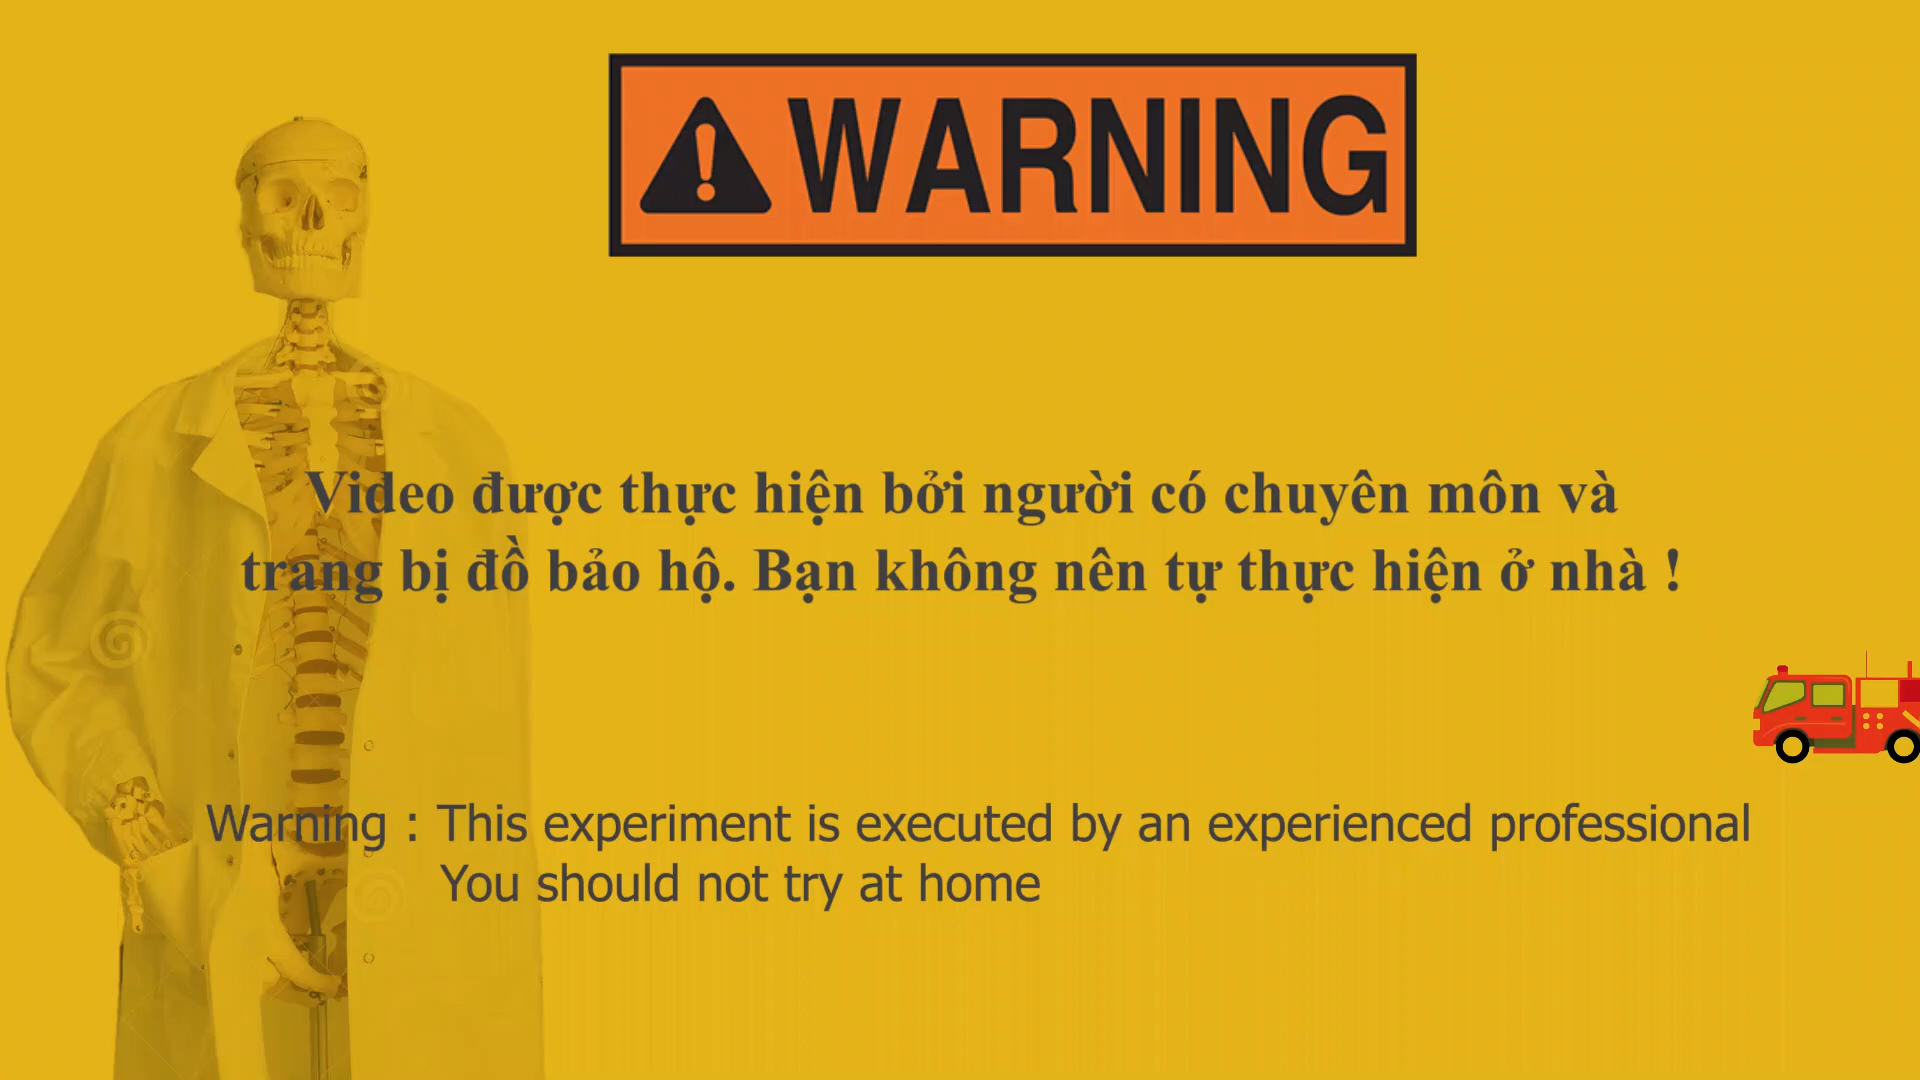 WARNING
Video được thực hiện bởi người có chuyên môn và
trang bị đồ bảo hộ. Bạn không nên tự thực hiện ở nhà !
Warning : This experiment is executed by an experienced professional
You should not try at home